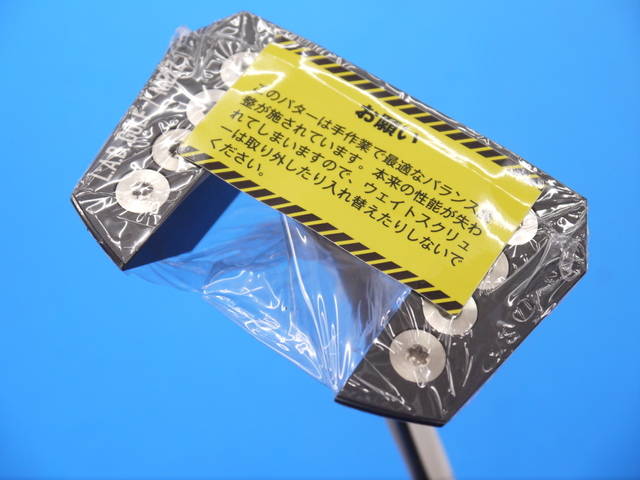 お願い
このパターは手作業で最適なバランス調
整が施されています。本来の性能が失わ
れてしまいますので、ウェイトスクリュ
ーは取り外したり入れ替えたりしないで
ください。
L.A.B. GOLF